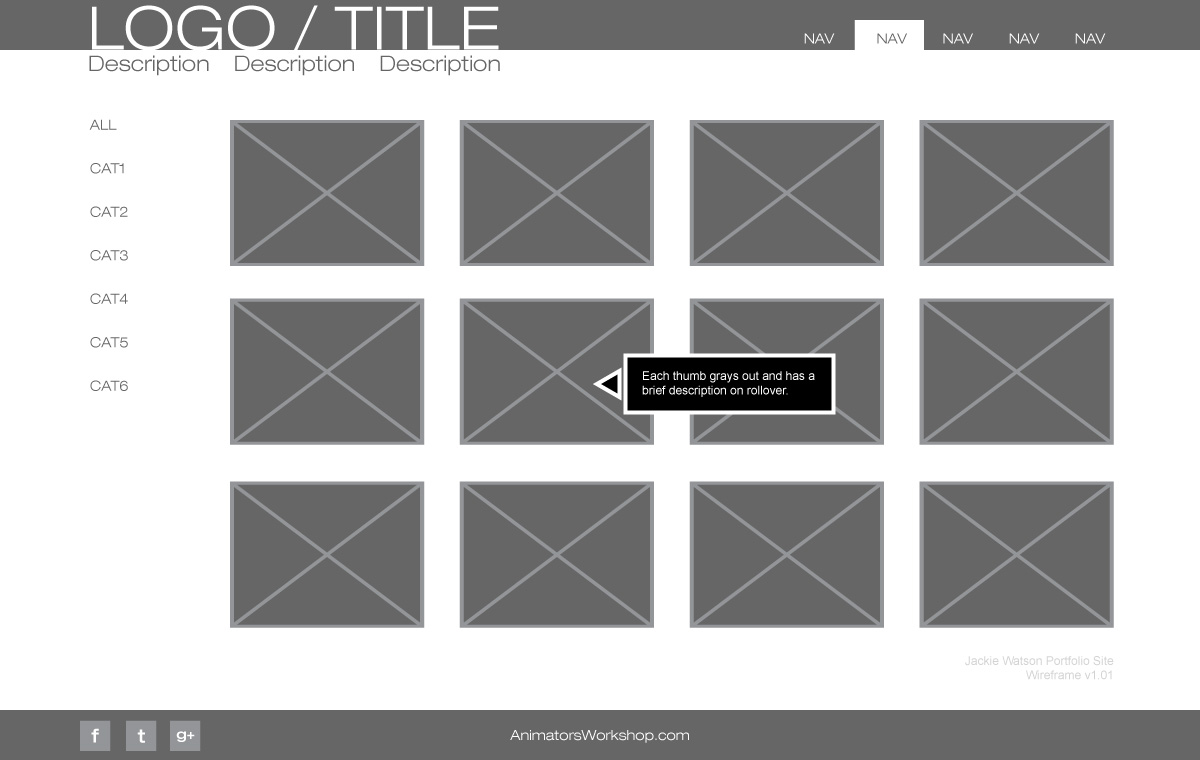 LOGO / TITLE
NAV NAV NAV NAV NAV
Description Description Description
ALL
CAT1
CAT2
CAT3
CAT4
CAT5
CAT6
Each thumb grays out and has a
brief description on rollover.
Jackie Watson Portfolio Site
Wireframe v1.01
f t g+
AnimatorsWorkshop.com